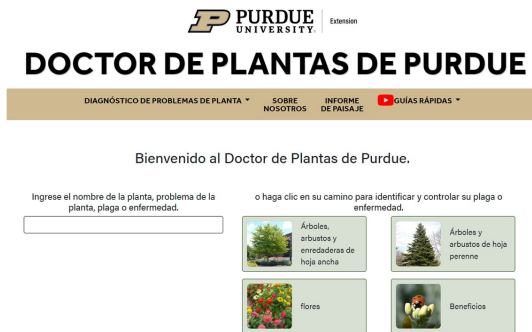 PURDUE
UNIVERSITY.
Extension
DOCTOR DE PLANTAS DE PURDUE
DIAGNÓSTICO DE PROBLEMAS DE PLANTA
SOBRE
NOSOTROS
INFORME
DE PAISAJE
GUÍAS RÁPIDAS
Bienvenido al Doctor de Plantas de Purdue.
Ingrese el nombre de la planta, problema de la
planta, plaga o enfermedad.
o haga clic en su camino para identificar y controlar su plaga o
enfermedad.
Árboles,
arbustos y
enredaderas de
hoja ancha
Árboles y
arbustos de hoja
perenne
flores
Beneficios